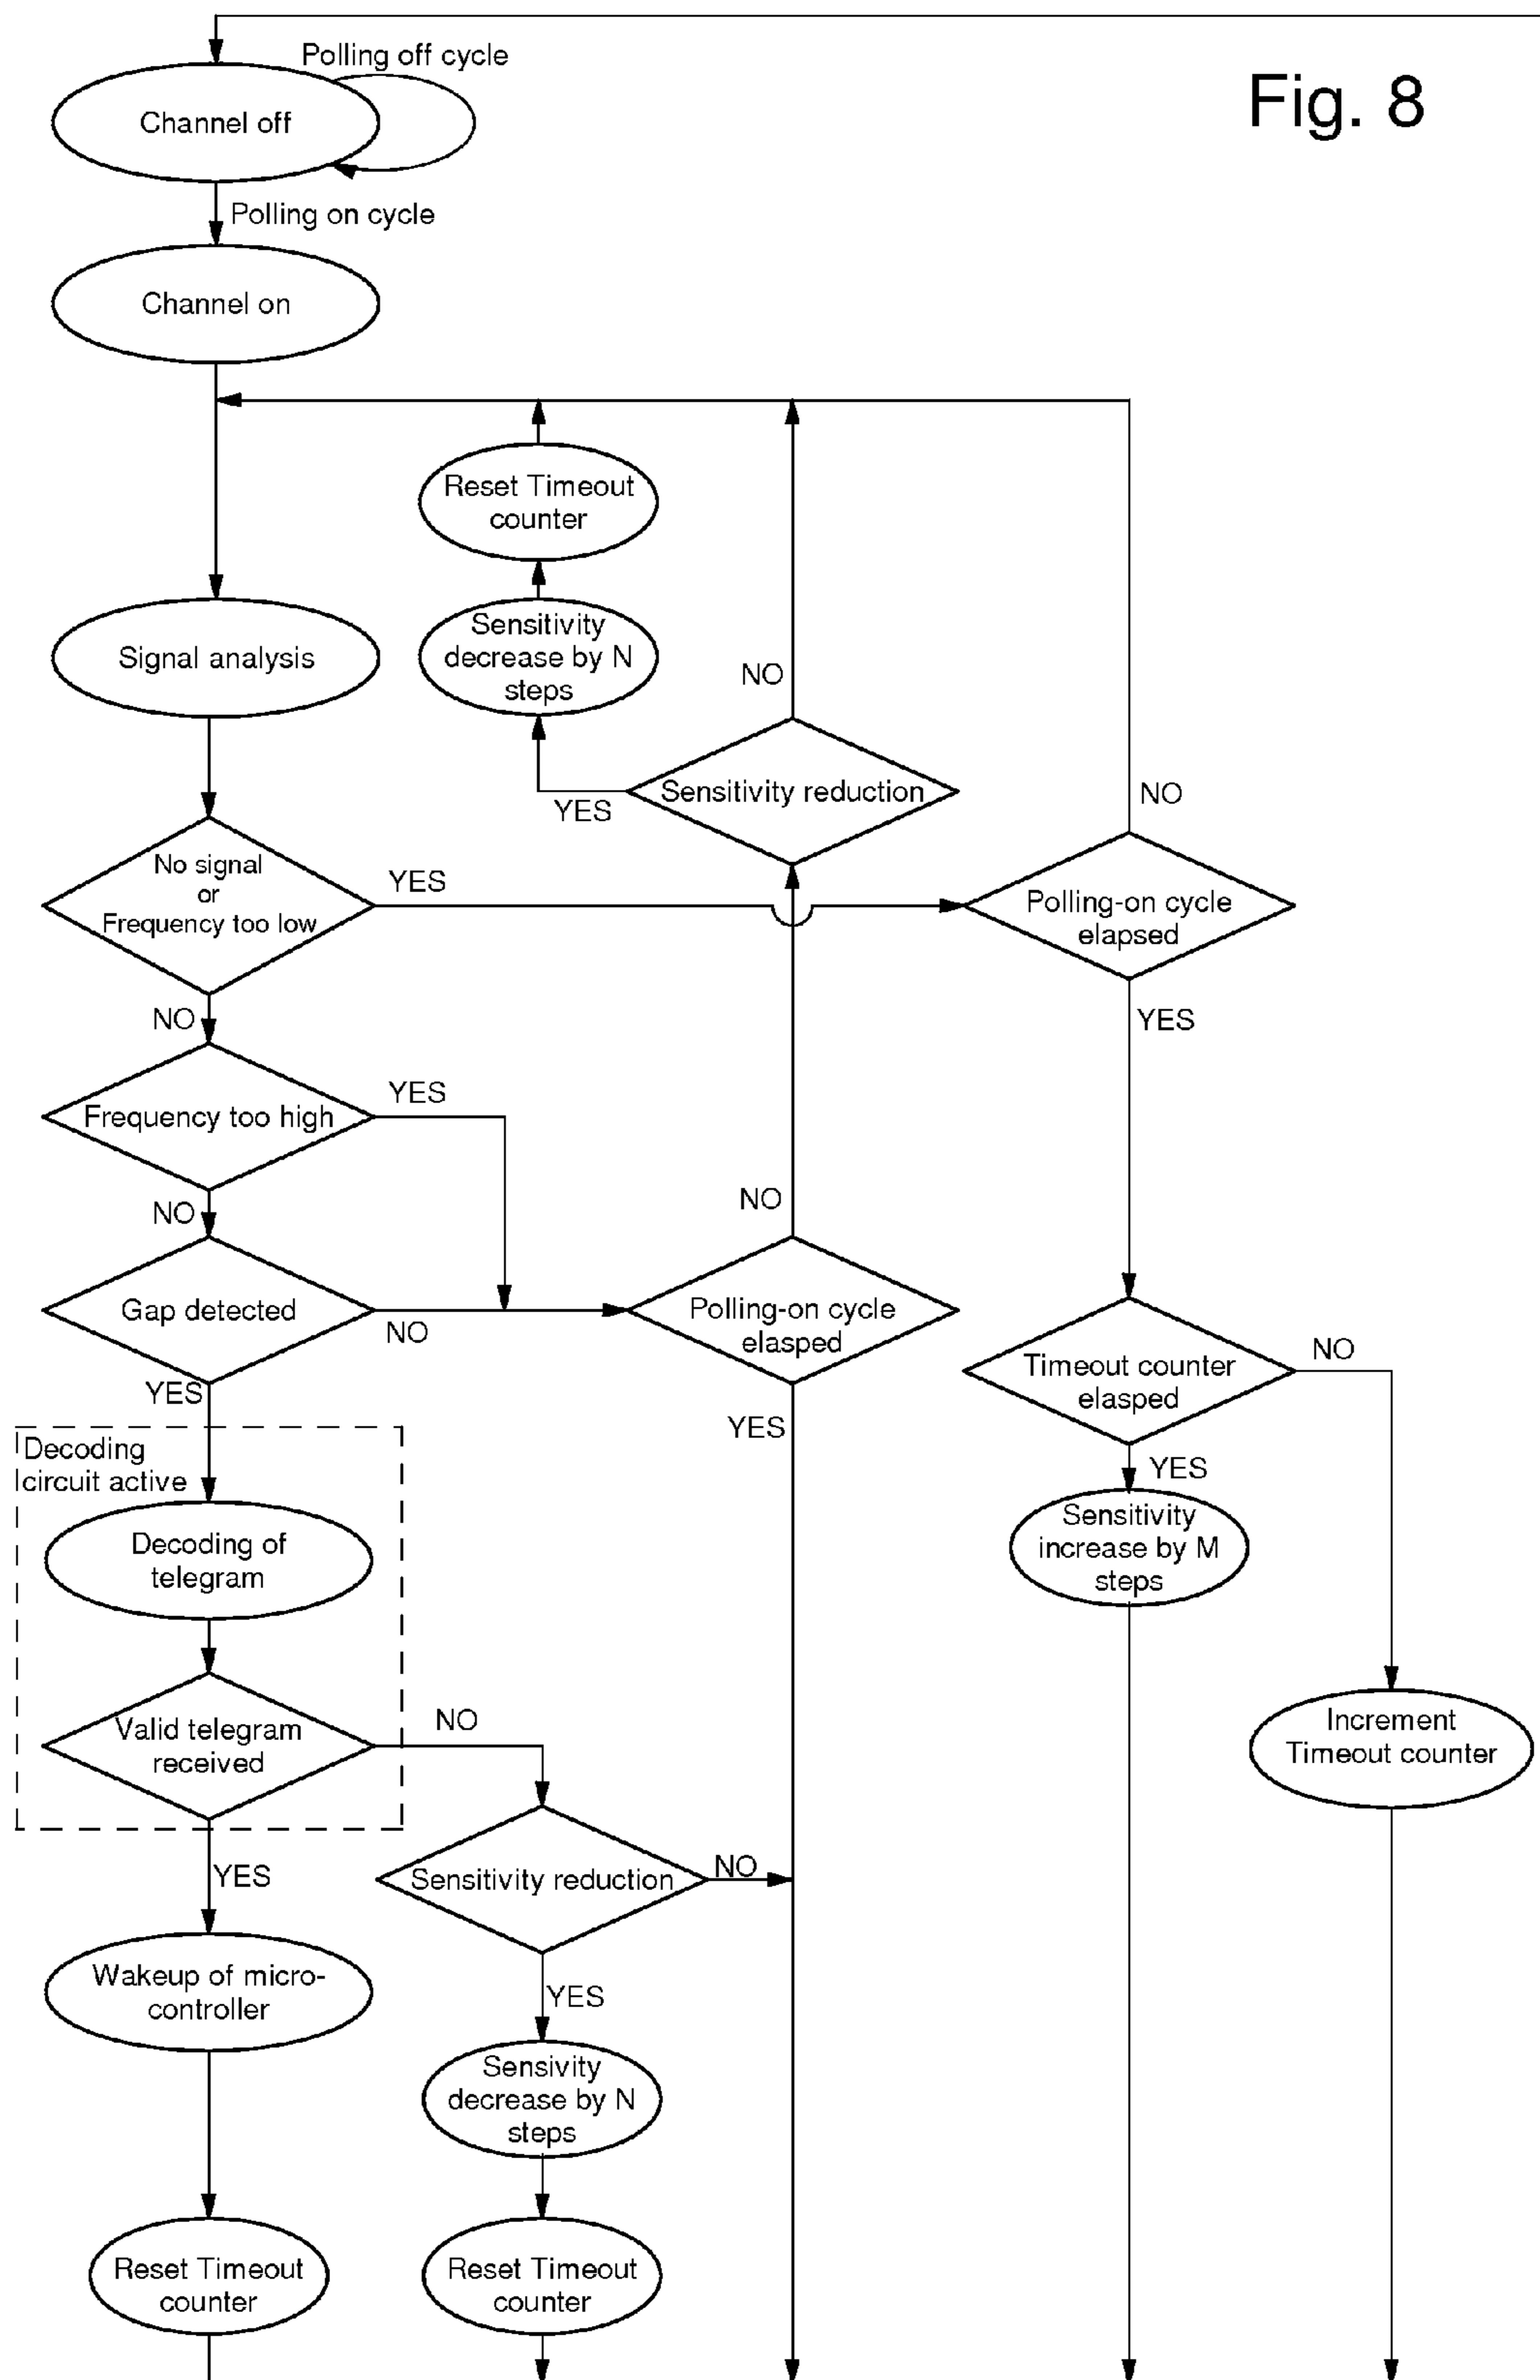 Polling off cycle
Fig. 8
Channel off
Polling on cycle
Channel on
Reset Timeout
counter
Sensitivity
decrease by N
steps
Signal analysis
NO
Sensitivity reduction
YES
NO
No signal
or
Frequency too low
YES
Polling-on cycle
elapsed
NO
YES
Frequency too high
YES
NO
NO
Gap detected
NO
Polling-on cycle
elasped
YES
YES
Timeout counter
elasped
NO
YES
Decoding
circuit active
Sensitivity
increase by M
steps
Decoding of
telegram
Valid telegram
received
NO
Increment
Timeout counter
YES
Sensitivity reduction
NO
Wakeup of micro-
controller
YES
Sensivity
decrease by N
steps
Reset Timeout
counter
Reset Timeout
counter